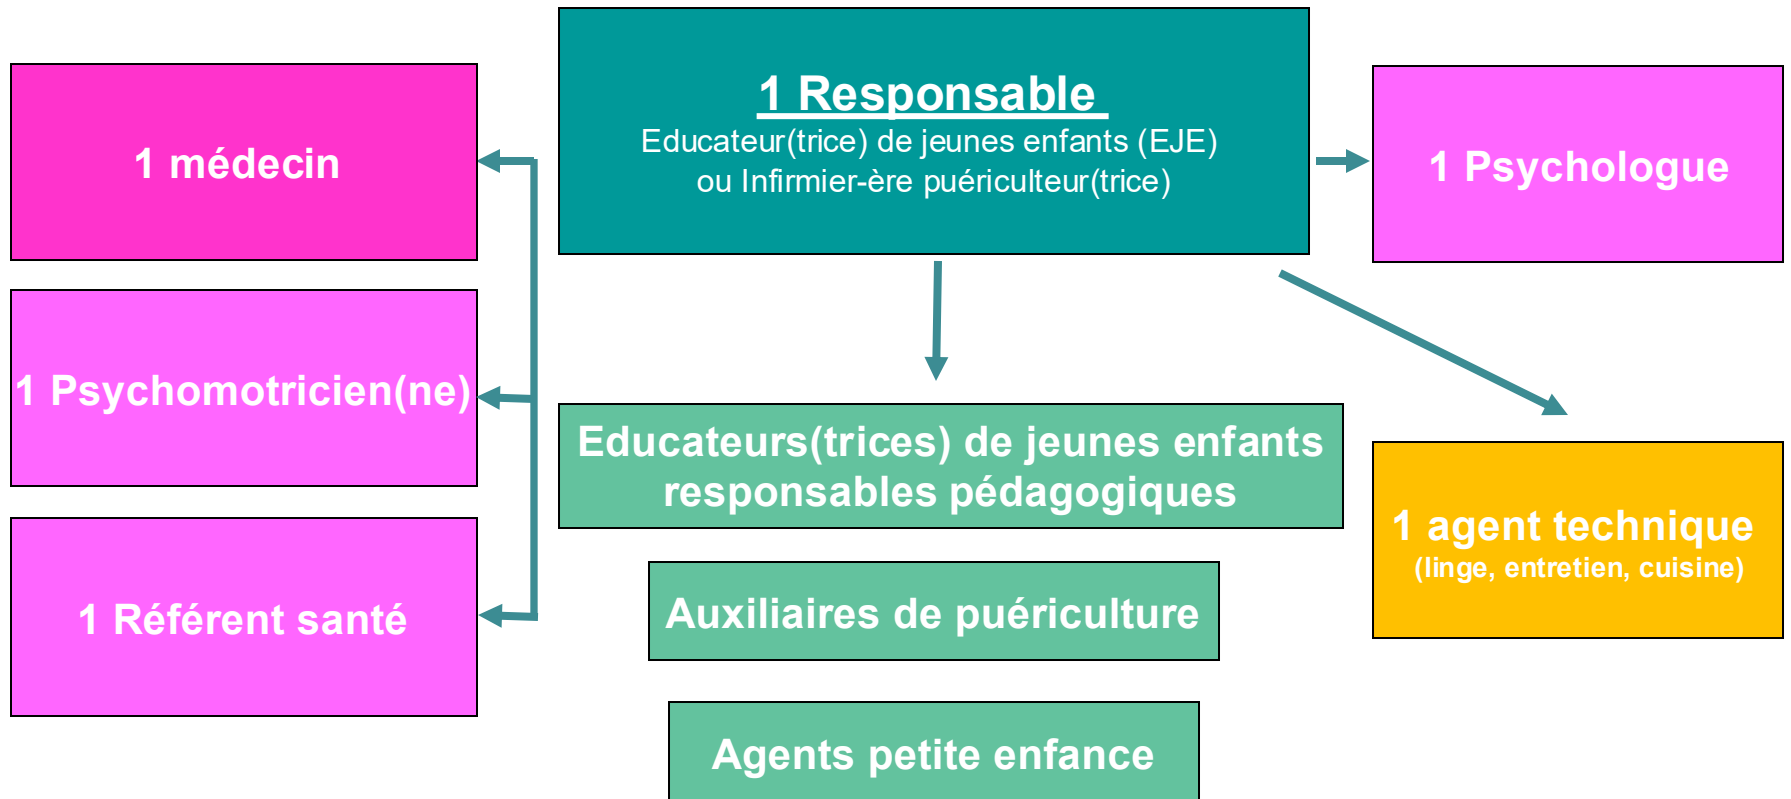 1 Responsable
Educateur(trice) de jeunes enfants (EJE)
ou Infirmier-ère puériculteur(trice)
1 médecin
1 Psychologue
1 Psychomotricien(ne)
Educateurs(trices) de jeunes enfants
responsables pédagogiques
1 agent technique
(linge, entretien, cuisine)
1 Référent santé
Auxiliaires de puériculture
Agents petite enfance